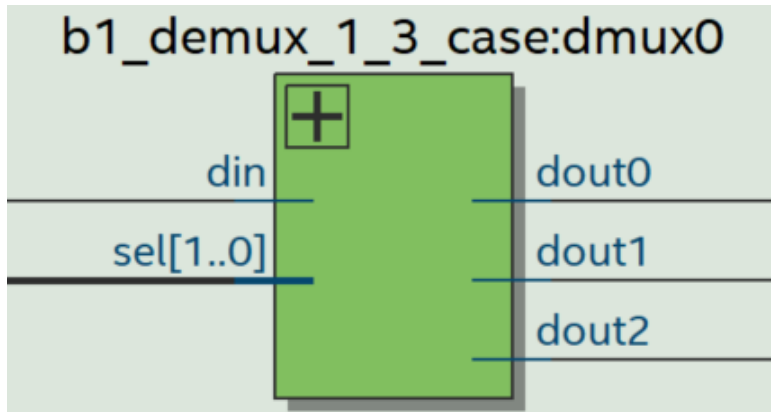 b1_demux_1_3_case:dmux0
din
dout0
sel[1..0]
dout1
dout2